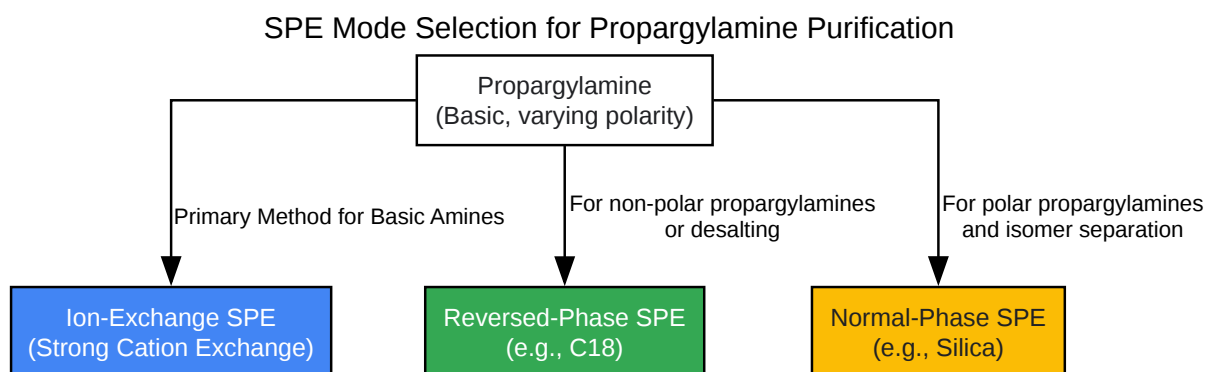 SPE Mode Selection for Propargylamine Purification
Propargylamine
(Basic, varying polarity)
Primary Method for Basic Amines
For non-polar propargylamines
or desalting
For polar propargylamines
and isomer separation
Ion-Exchange SPE
(Strong Cation Exchange)
Reversed-Phase SPE
(e.g., C18)
Normal-Phase SPE
(e.g., Silica)